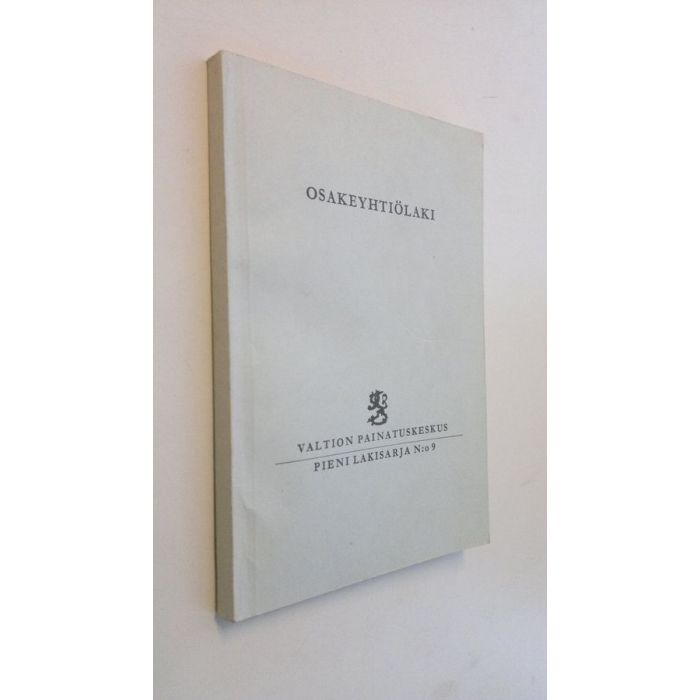 OSAKEYHTIÖLAKI
VALTION PAINATUSKESKUS
PIENI LAKISARJA N:o 9